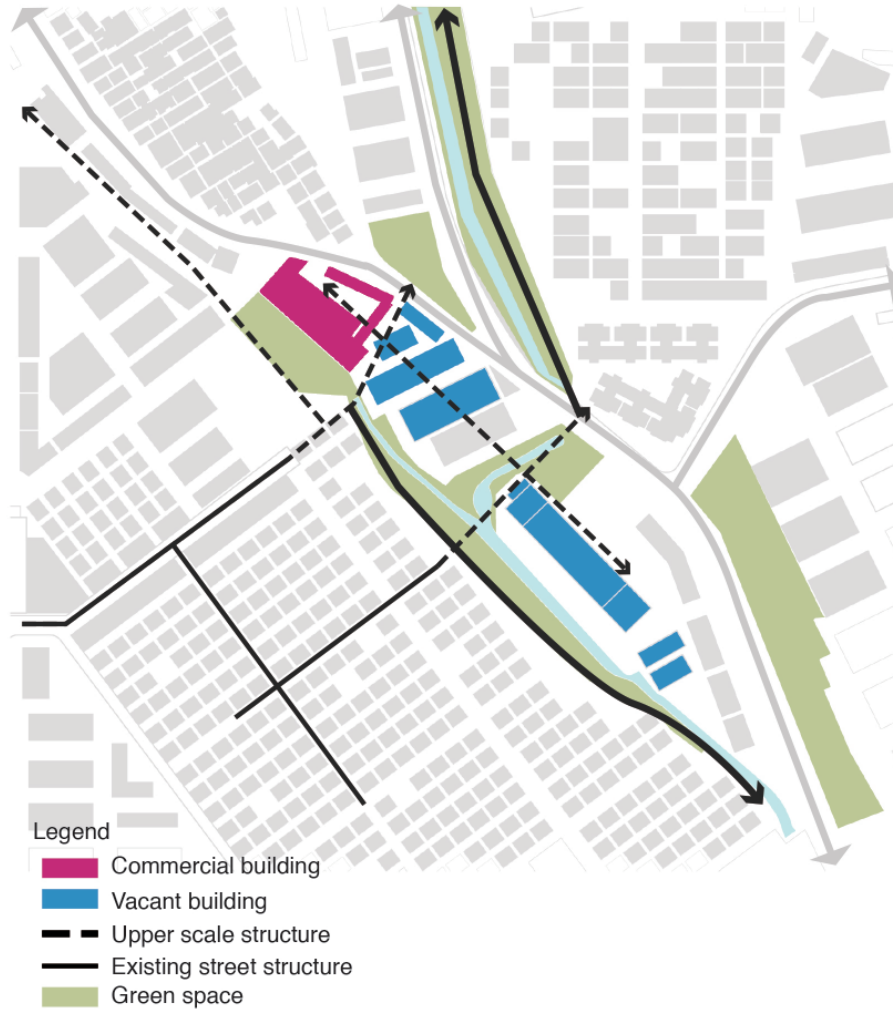 Legend
Commercial building
Vacant building
Upper scale structure
Existing street structure
Green space